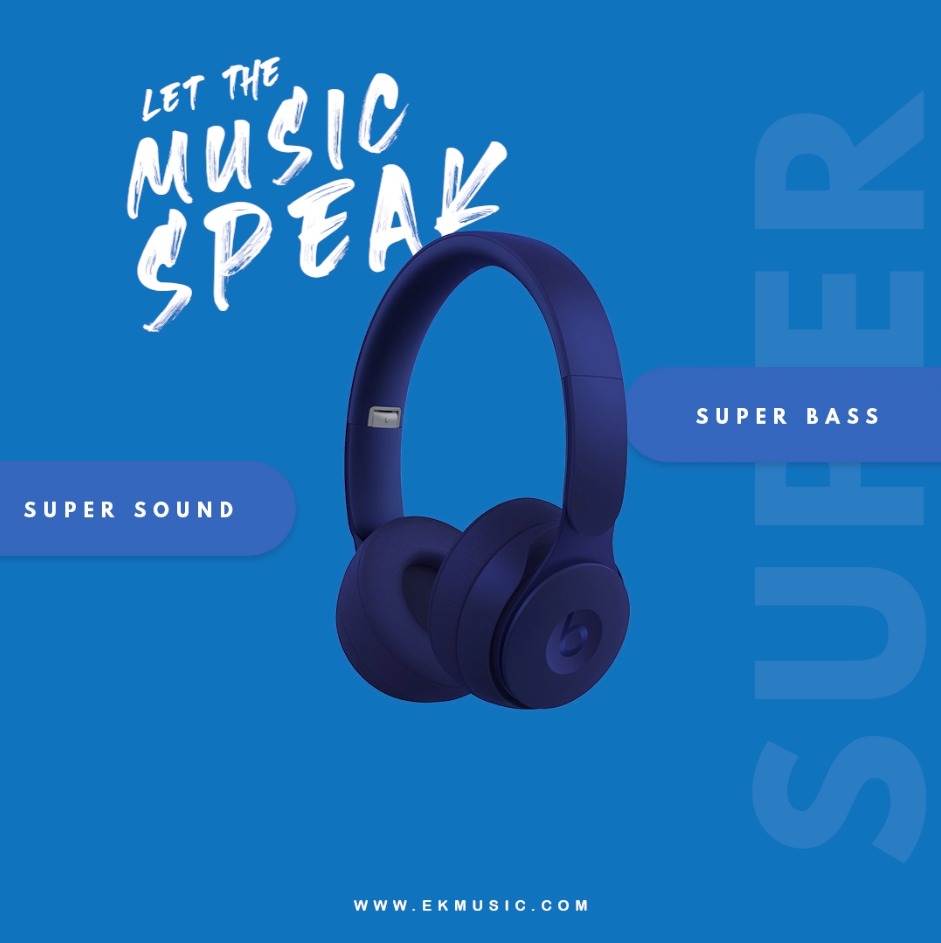 LET THE
MUSIC
SPEAK
SUPER BASS
SUPER SOUND
SUPER
WWW.EKMUSIC.COM